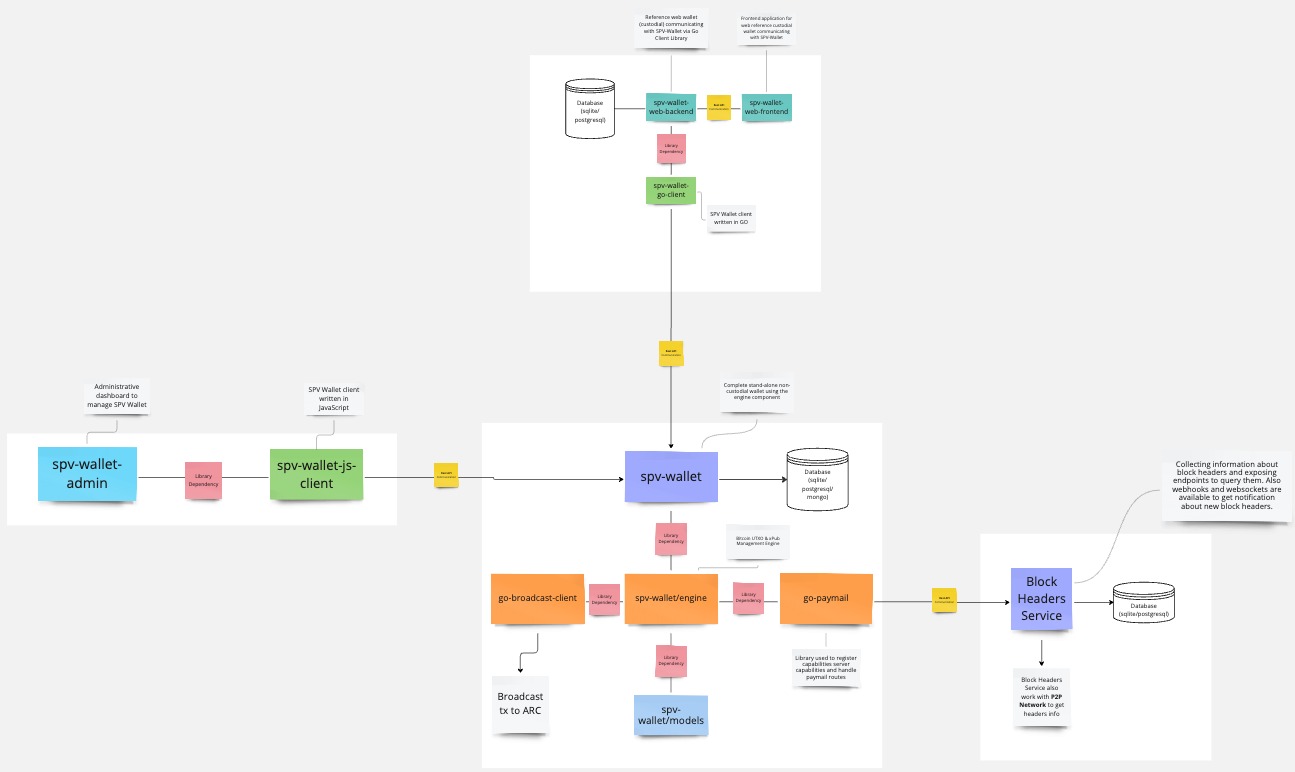 Reference web wallet
(custodial) communicating
with SPV-Wallet via Go
Client Library
Frontend application for
web reference custodial
wallet communicating
with SPV-Wallet
Database
(sqlite/
postgresql)
spv-wallet-
web-backend
spv-wallet-
web-frontend
Library
Dependency
spv-wallet-
go-client
SPV Wallet client
written in GO
Administrative
dashboard to
manage SPV Wallet
SPV Wallet client
written in
JavaScript
Complete stand-alone non-
custodial wallet using the
engine component
spv-wallet-
admin
Library
Dependency
spv-wallet-js-
client
spv-wallet
Database
(sqlite/
postgresql/
mongo)
Collecting information about
block headers and exposing
endpoints to query them. Also
webhooks and websockets are
available to get notification
about new block headers.
Library
Dependency
Bitcoin UTXO & xPub
Management Engine
go-broadcast-client
Library
Dependency
spv-wallet/engine
Library
Dependency
go-paymail
Block
Headers
Service
Database
(sqlite/postgresql)
Library
Dependency
Library used to register
capabilities server
capabilities and handle
paymail routes
Broadcast
tx to ARC
spv-
wallet/models
Block Headers
Service also
work with P2P
Network to get
headers info